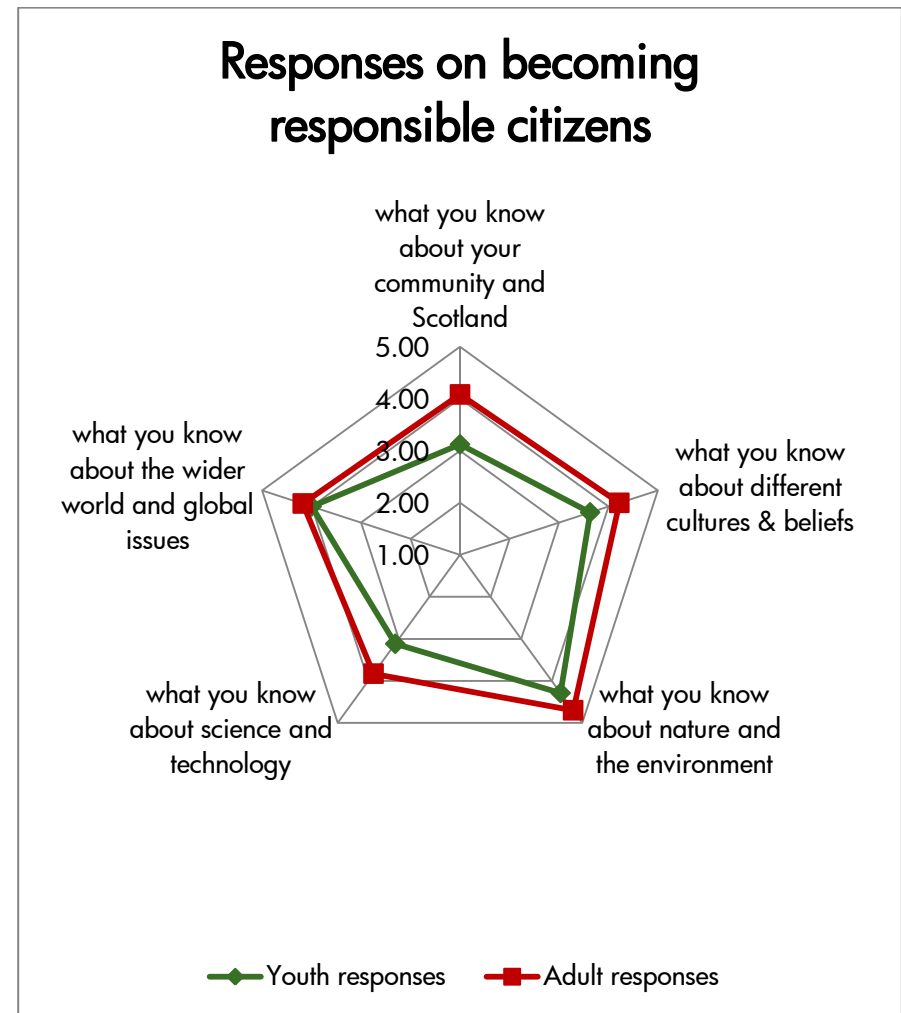 Responses on becoming
responsible citizens
what you know
about your
community and
Scotland
5.00
4.00
3.00
2.00
1.00
what you know
about different
cultures & beliefs
what you know
about nature and
the environment
what you know
about science and
technology
what you know
about the wider
world and global
issues
Youth responses
Adult responses